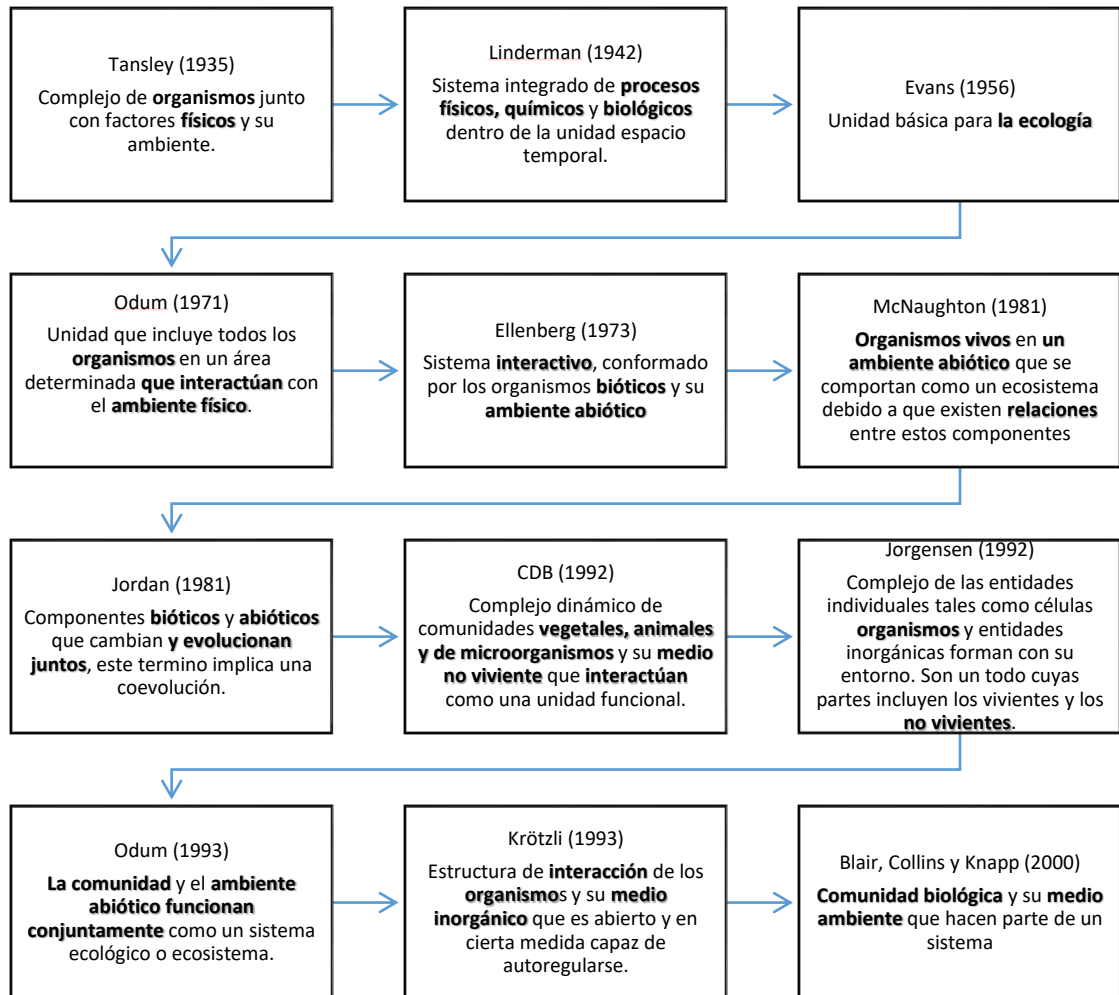 Tansley (1935)
Complejo de organismos junto
con factores físicos y su
ambiente.
Linderman (1942)
Sistema integrado de procesos
físicos, químicos y biológicos
dentro de la unidad espacio
temporal.
Evans (1956)
Unidad básica para la ecología
Odum (1971)
Unidad que incluye todos los
organismos en un área
determinada que interactúan con
el ambiente físico.
Ellenberg (1973)
Sistema interactivo, conformado
por los organismos bióticos y su
ambiente abiótico
McNaughton (1981)
Organismos vivos en un
ambiente abiótico que se
comportan como un ecosistema
debido a que existen relaciones
entre estos componentes
Jordan (1981)
Componentes bióticos y abióticos
que cambian y evolucionan
juntos, este termino implica una
coevolución.
CDB (1992)
Complejo dinámico de
comunidades vegetales, animales
y de microorganismos y su medio
no viviente que interactúan
como una unidad funcional.
Jorgensen (1992)
Complejo de las entidades
individuales tales como células
organismos y entidades
inorgánicas forman con su
entorno. Son un todo cuyas
partes incluyen los vivientes y los
no vivientes.
Odum (1993)
La comunidad y el ambiente
abiótico funcionan
conjuntamente como un sistema
ecológico o ecosistema.
Krötzli (1993)
Estructura de interacción de los
organismos y su medio
inorgánico que es abierto y en
cierta medida capaz de
autoregularse.
Blair, Collins y Knapp (2000)
Comunidad biológica y su medio
ambiente que hacen parte de un
sistema